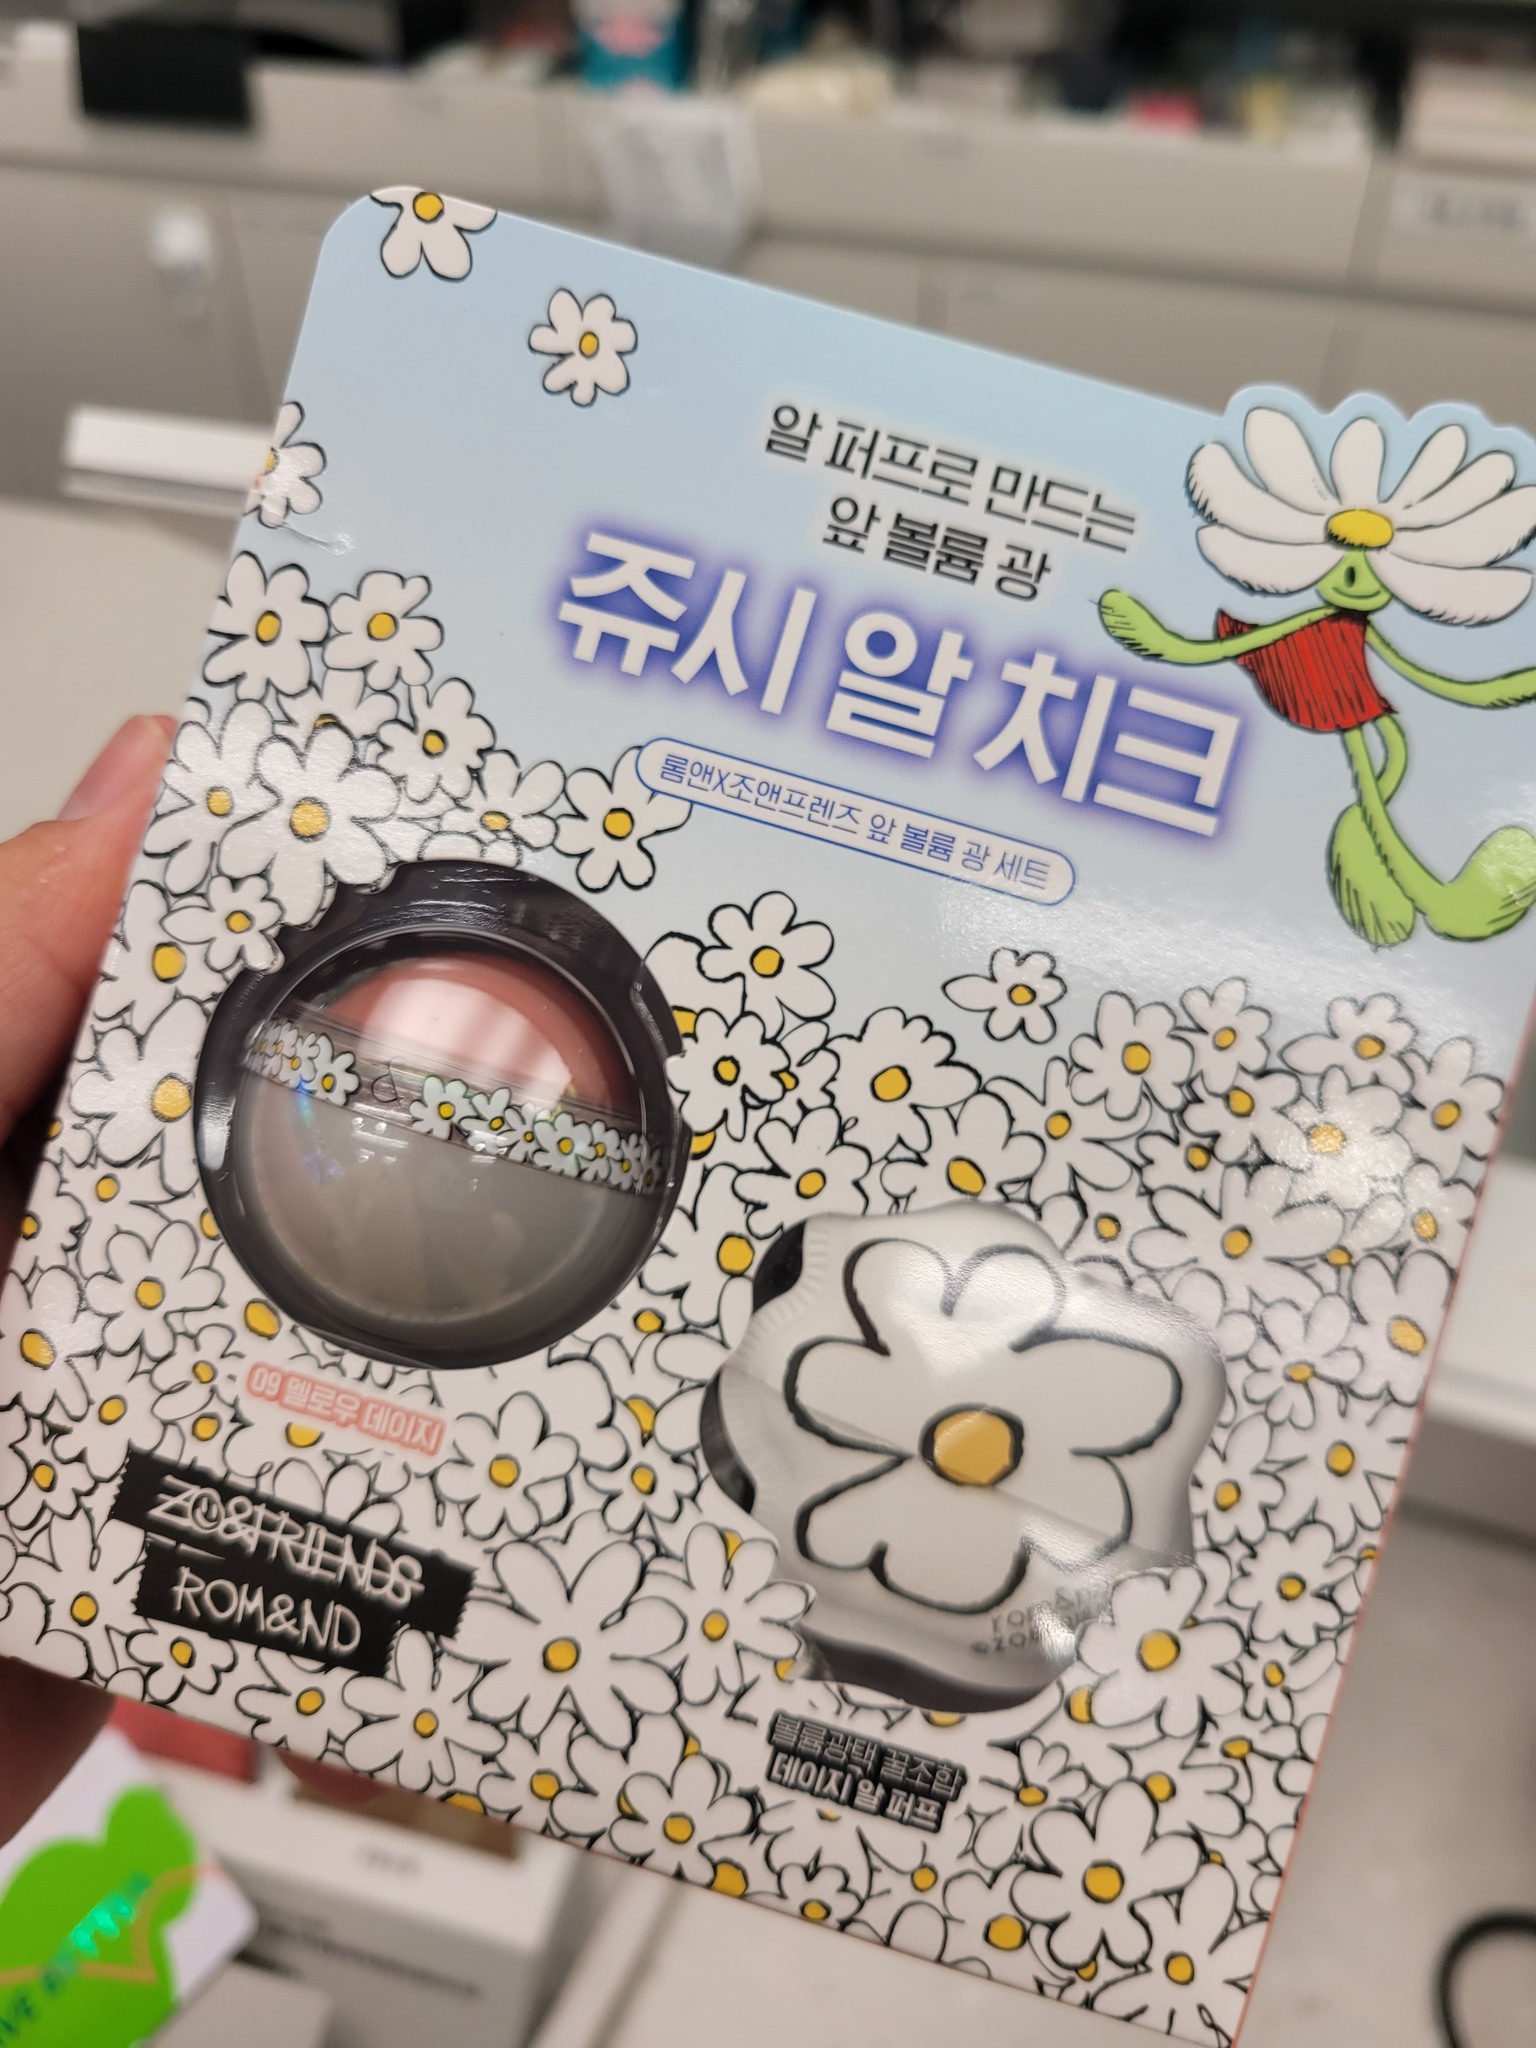 알 퍼프로 만드는
앞 볼륨 광
쥬시 알 치크
롬앤X조앤프렌즈 앞 볼륨 광 세트
&
09 멜로우 데이지
ZO&FRIENDS
ROM&ND
rom&nd
볼륨광택 꿀조합
데이지 알 퍼프